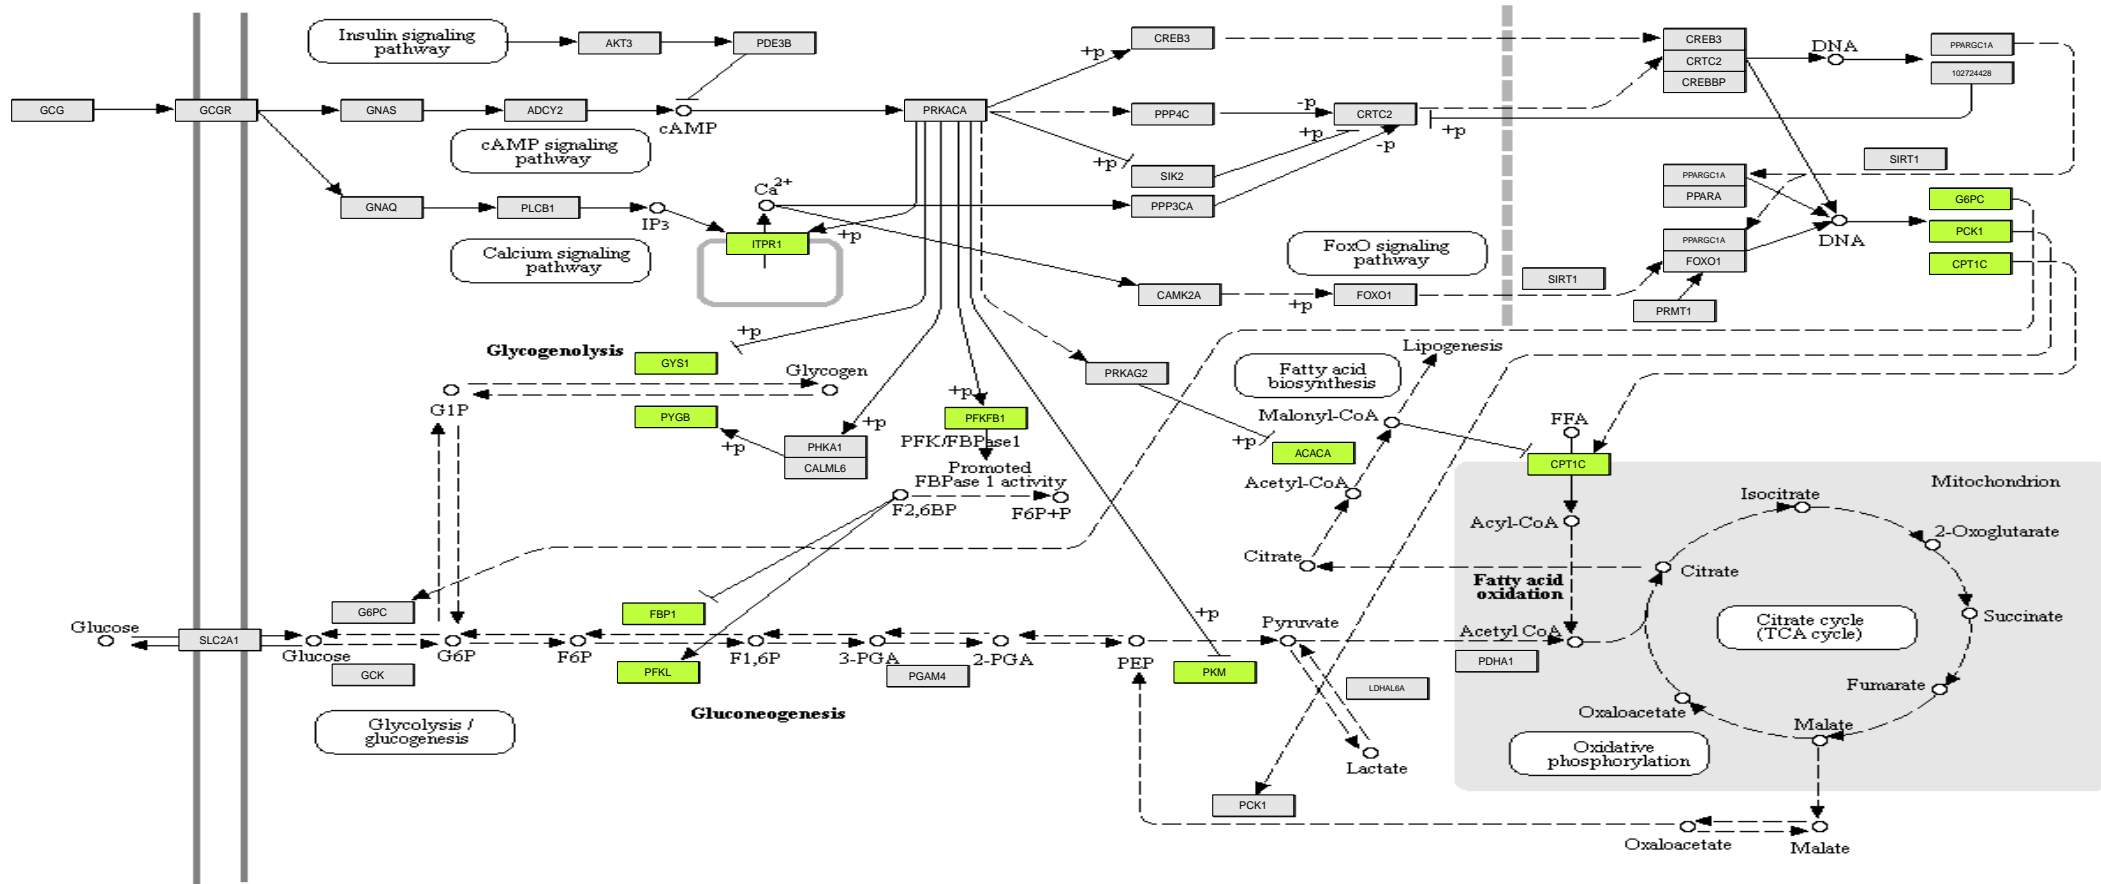 Insulin signaling
pathway
AKT3
PDE3B
CREB3
+p
CREB3
CRTC2
CREBBP
DNA
PPARGC1A
102724428
GCG
GCGR
GNAS
ADCY2
cAMP
PRKACA
PPP4C
-p
CRTC2
+p
+p
-p
+p
cAMP signaling
pathway
SIK2
PPP3CA
SIRT1
PPARGC1A
PPARA
G6PC
PCK1
CPT1C
DNA
GNAQ
PLCB1
IP3
Ca2+
ITPR1
+p
Calcium signaling
pathway
FoxO signaling
pathway
PPARGC1A
FOXO1
SIRT1
PRMT1
CAMK2A
+p
FOXO1
+p
Glycogenolysis
GYS1
Glycogen
G1P
PYGB
+p
PHKA1
CALML6
+p
+p
PFKFB1
PFK/FBPase1
Promoted
FBPase 1 activity
F2,6BP
F6P+P
PRKAG2
+p
Fatty acid
biosynthesis
Lipogenesis
Malonyl-CoA
ACACA
Acetyl-CoA
Citrate
FFA
CPT1C
Mitochondrion
Acyl-CoA
Isocitrate
2-Oxoglutarate
Citrate
Fatty acid
oxidation
Succinate
Citrate cycle
(TCA cycle)
Acetyl CoA
PDHA1
Fumarate
Oxaloacetate
Malate
Oxidative
phosphorylation
G6PC
FBP1
+p
Glucose
SLC2A1
Glucose
G6P
F6P
F1,6P
3-PGA
2-PGA
PEP
Pyruvate
GCK
PFKL
PGAM4
PKM
LDHAL6A
Gluconeogenesis
Glycolysis /
glucogenesis
Lactate
PCK1
Oxaloacetate
Malate